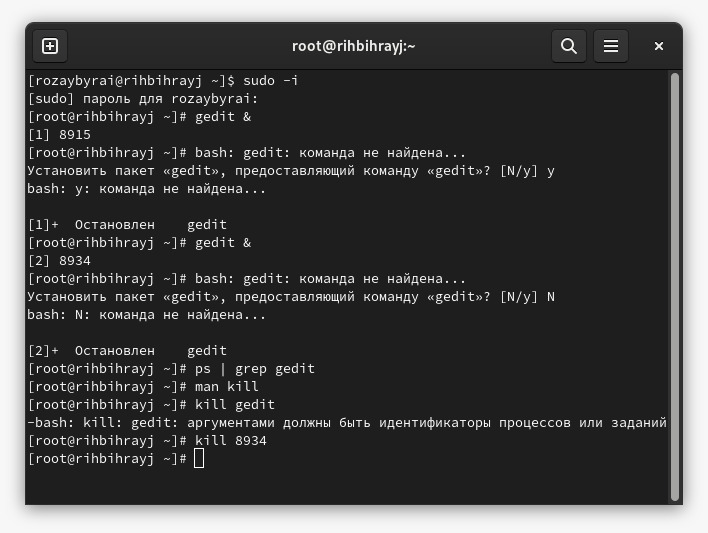 root@rihbihrayj:~
[rozaybyrai@rihbihrayj ~]$ sudo -i
[sudo] пароль для rozaybyrai:
[root@rihbihrayj ~]# gedit &
[1] 8915
[root@rihbihrayj ~]# bash: gedit: команда не найдена...
Установить пакет «gedit», предоставляющий команду «gedit»? [N/y] y
bash: y: команда не найдена...
[1]+  Остановлен    gedit
[root@rihbihrayj ~]# gedit &
[2] 8934
[root@rihbihrayj ~]# bash: gedit: команда не найдена...
Установить пакет «gedit», предоставляющий команду «gedit»? [N/y] N
bash: N: команда не найдена...
[2]+  Остановлен    gedit
[root@rihbihrayj ~]# ps | grep gedit
[root@rihbihrayj ~]# man kill
[root@rihbihrayj ~]# kill gedit
-bash: kill: gedit: аргументами должны быть идентификаторы процессов или заданий
[root@rihbihrayj ~]# kill 8934
[root@rihbihrayj ~]#